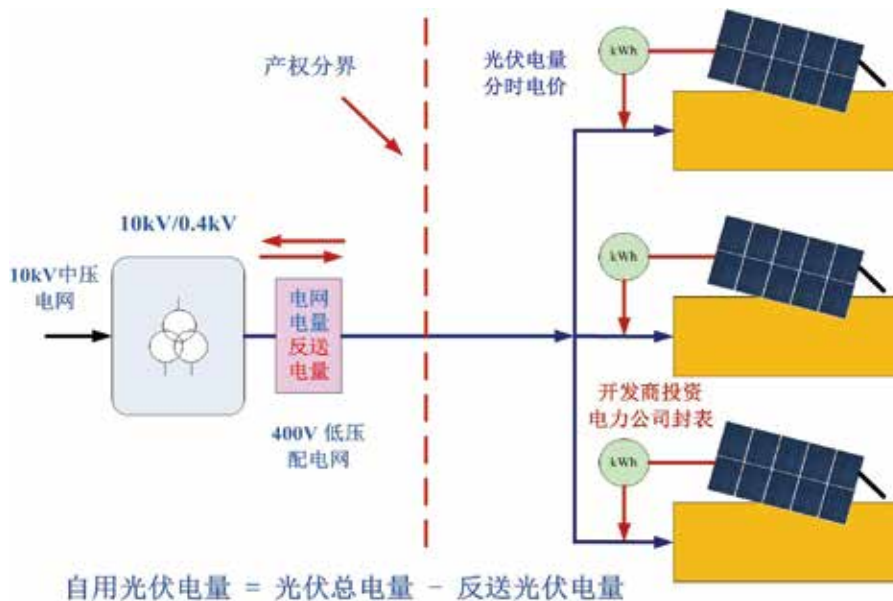 产权分界
kWh
光伏电量
分时电价
10kV/0.4kV
10kV中压
电网
电网
电量
反送
电量
400V 低压
配电网
kWh
开发商投资
电力公司封表
kWh
自用光伏电量 = 光伏总电量 - 反送光伏电量